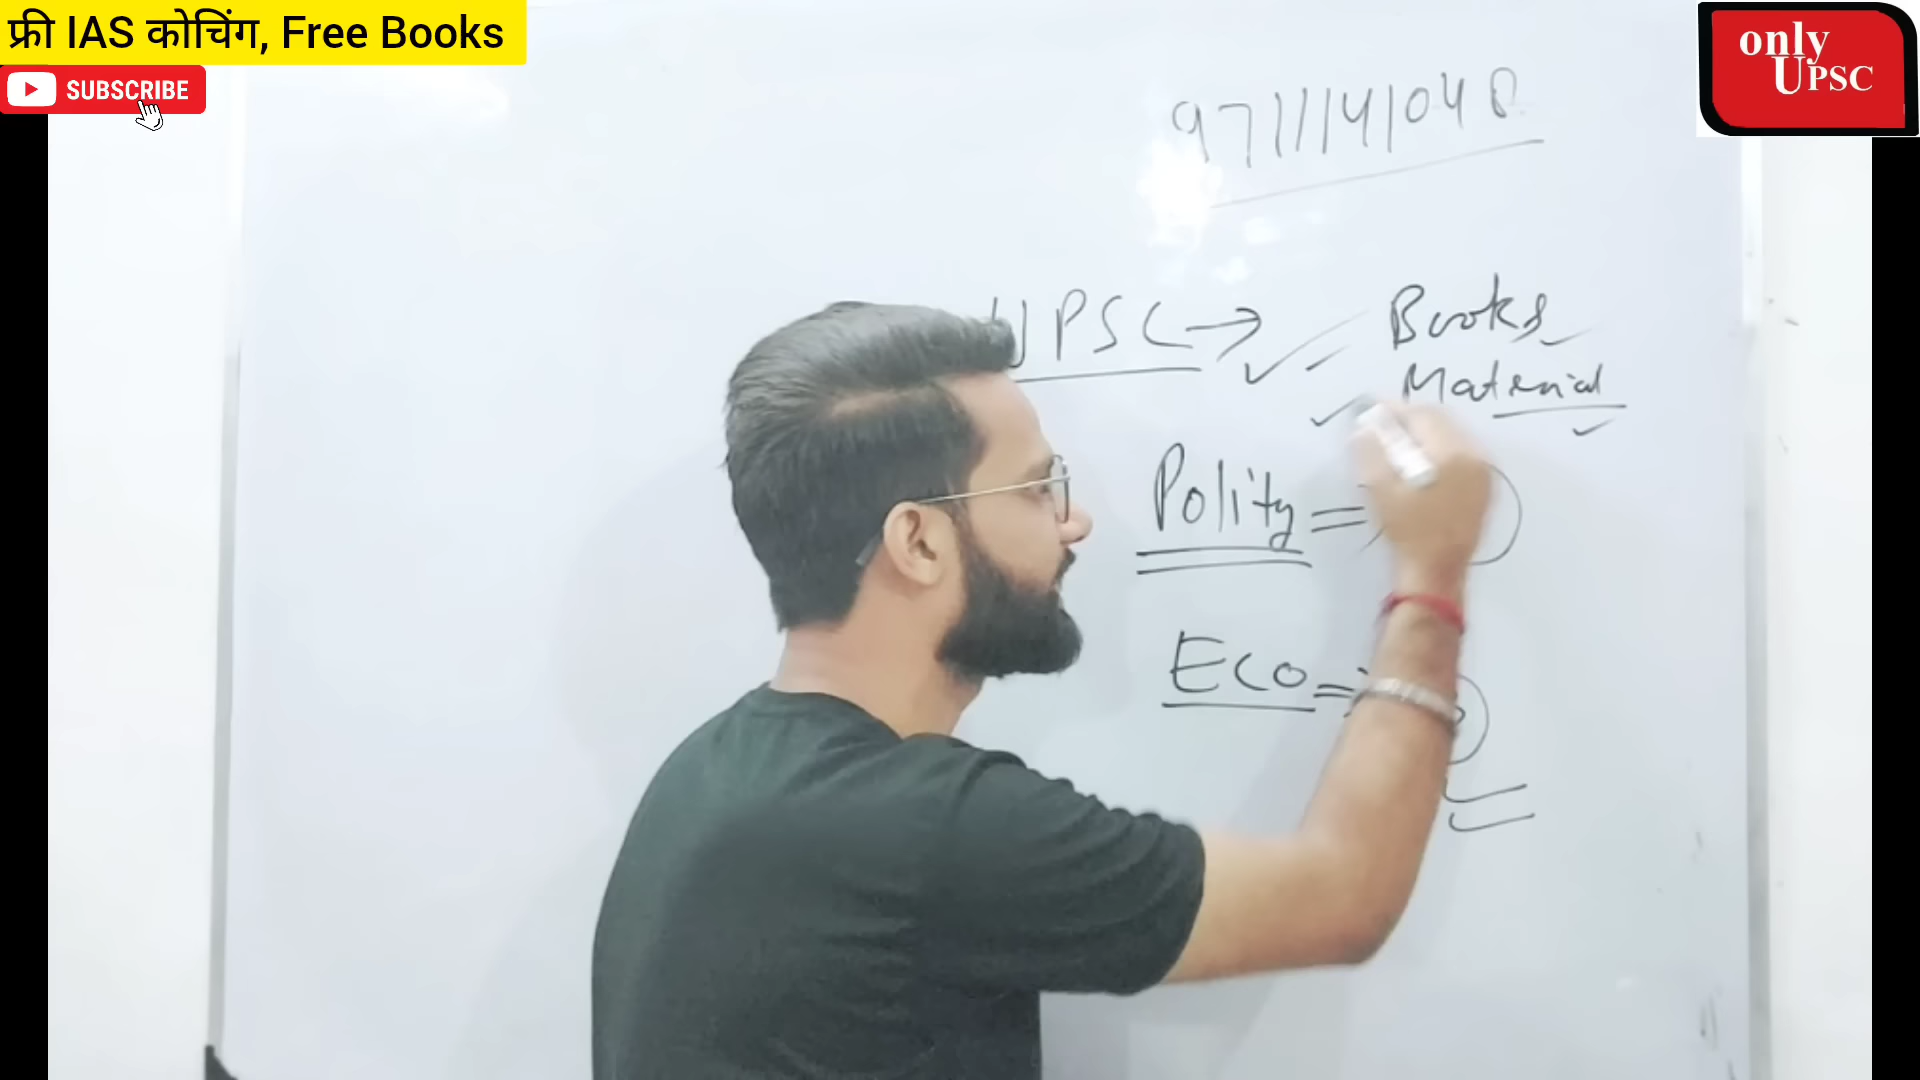 फ्री IAS कोचिंग, Free Books
SUBSCRIBE
only
UPSC
9711141048
UPSC → Books
Material
Polity =
Eco =